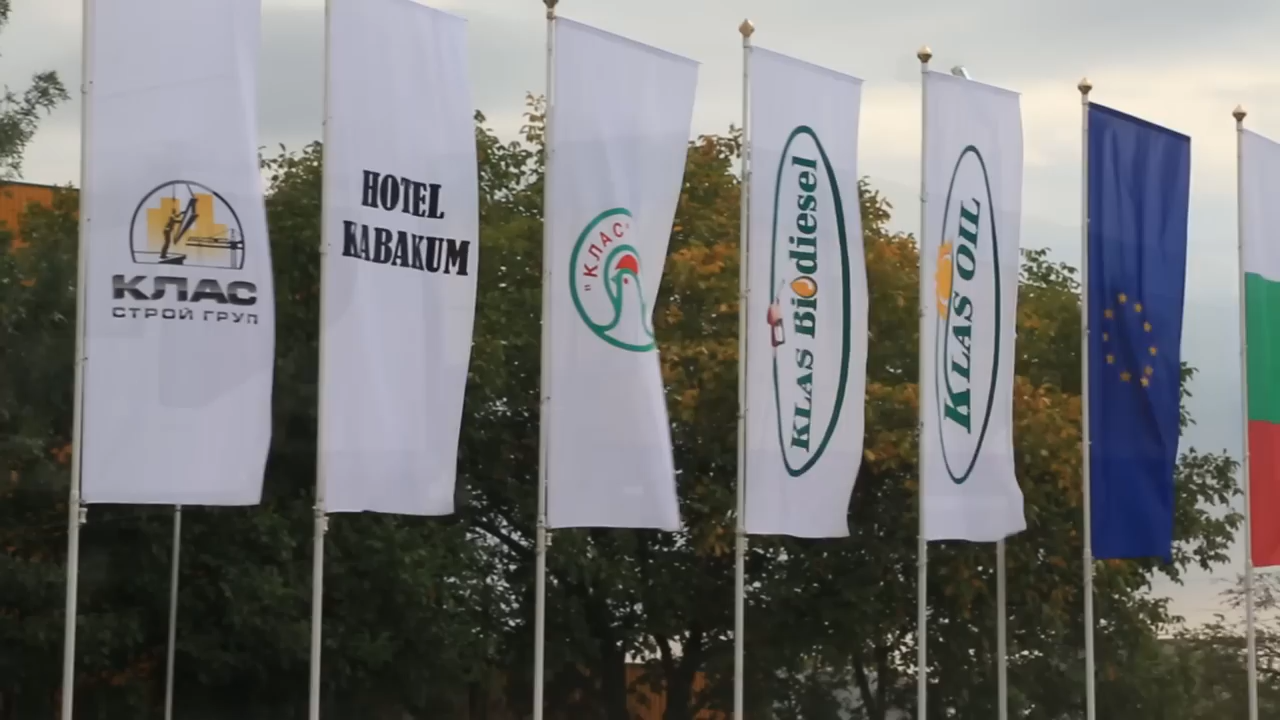 КЛАС
СТРОЙ ГРУП
HOTEL
KABAKUM
"КЛАС"
KLAS Biodiesel
KLAS OIL